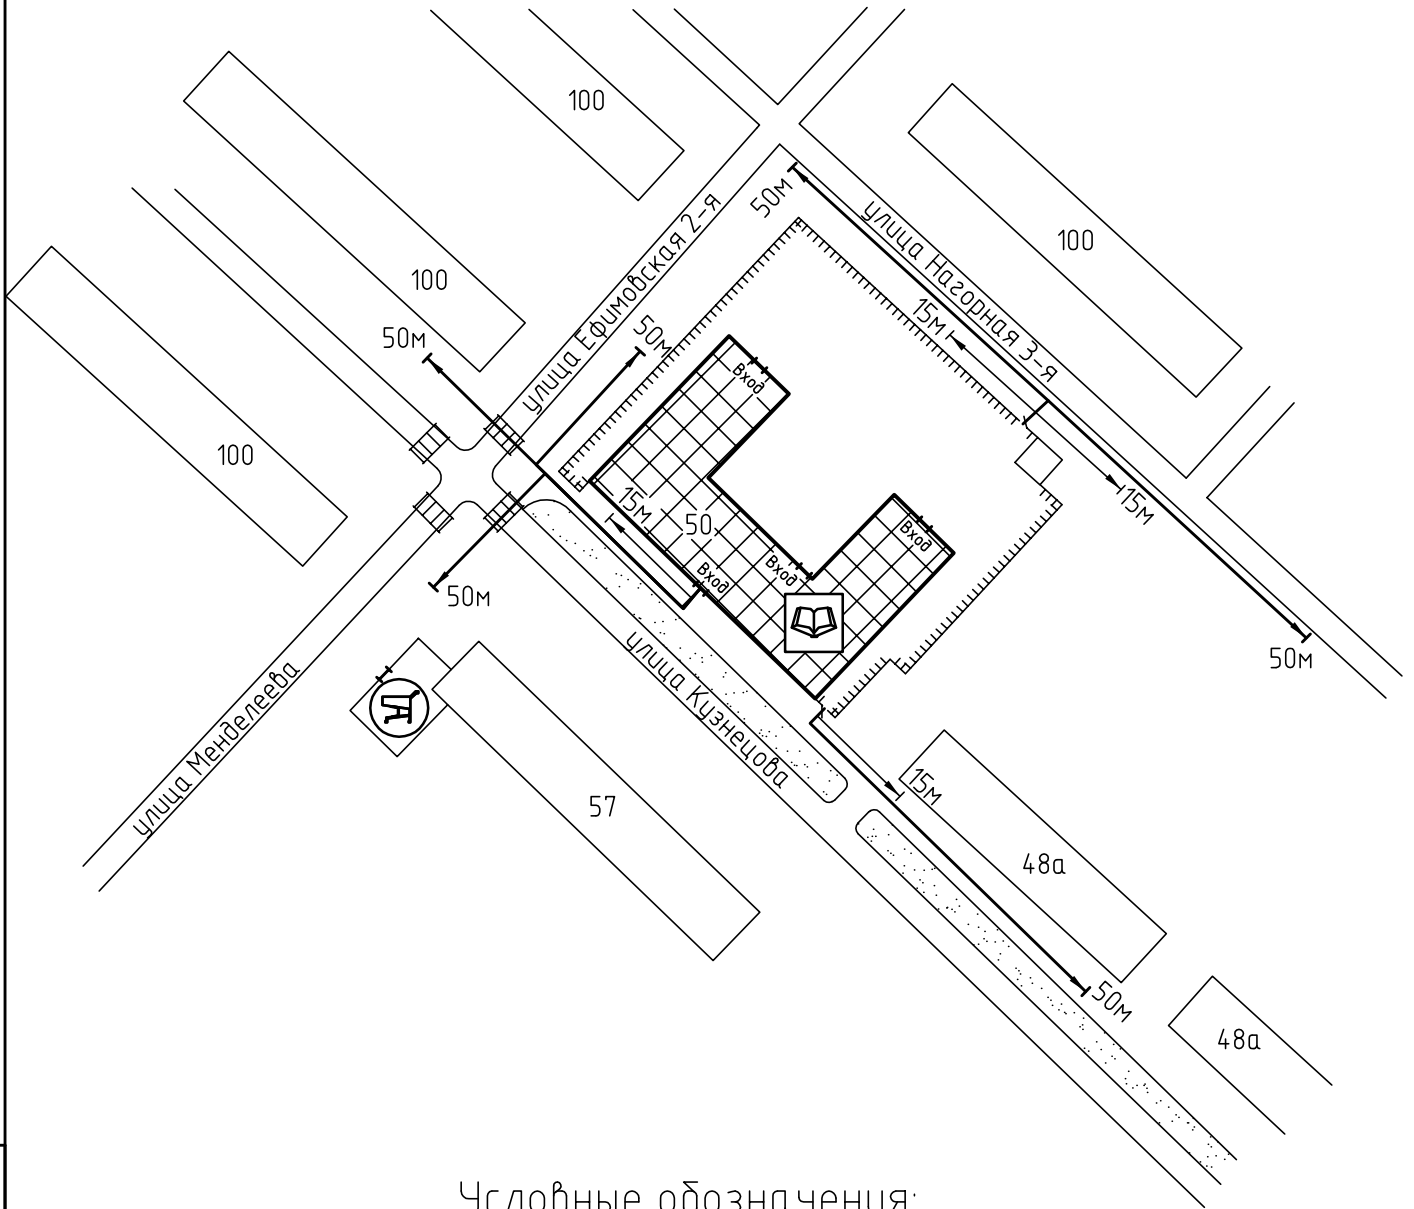 100
50м
улица Нагорная 3-я
100
улица Ефимовская 2-я
100
15м
50м
50м
Вход
100
15м
50
Вход
15м
Вход
Вход
50м
улица Кузнецова
50м
улица Менделеева
57
15м
48а
50м
48а
Условные обозначения: